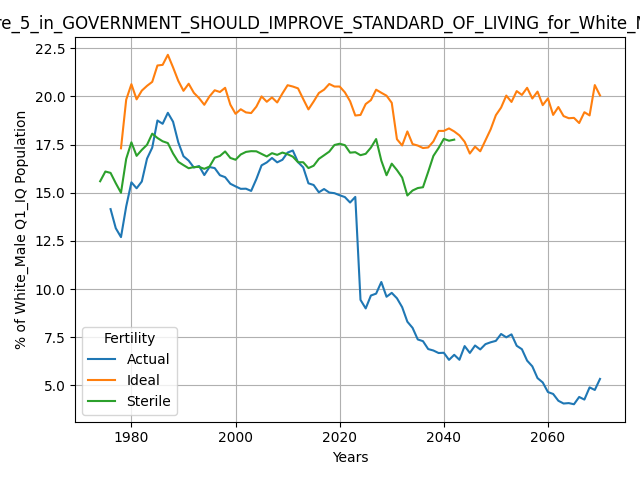 re_5_in_GOVERNMENT_SHOULD_IMPROVE_STANDARD_OF_LIVING_for_White_M
% of White_Male Q1_IQ Population
22.5
20.0
17.5
15.0
12.5
10.0
7.5
5.0
Fertility
Actual
Ideal
Sterile
1980
2000
2020
2040
2060
Years